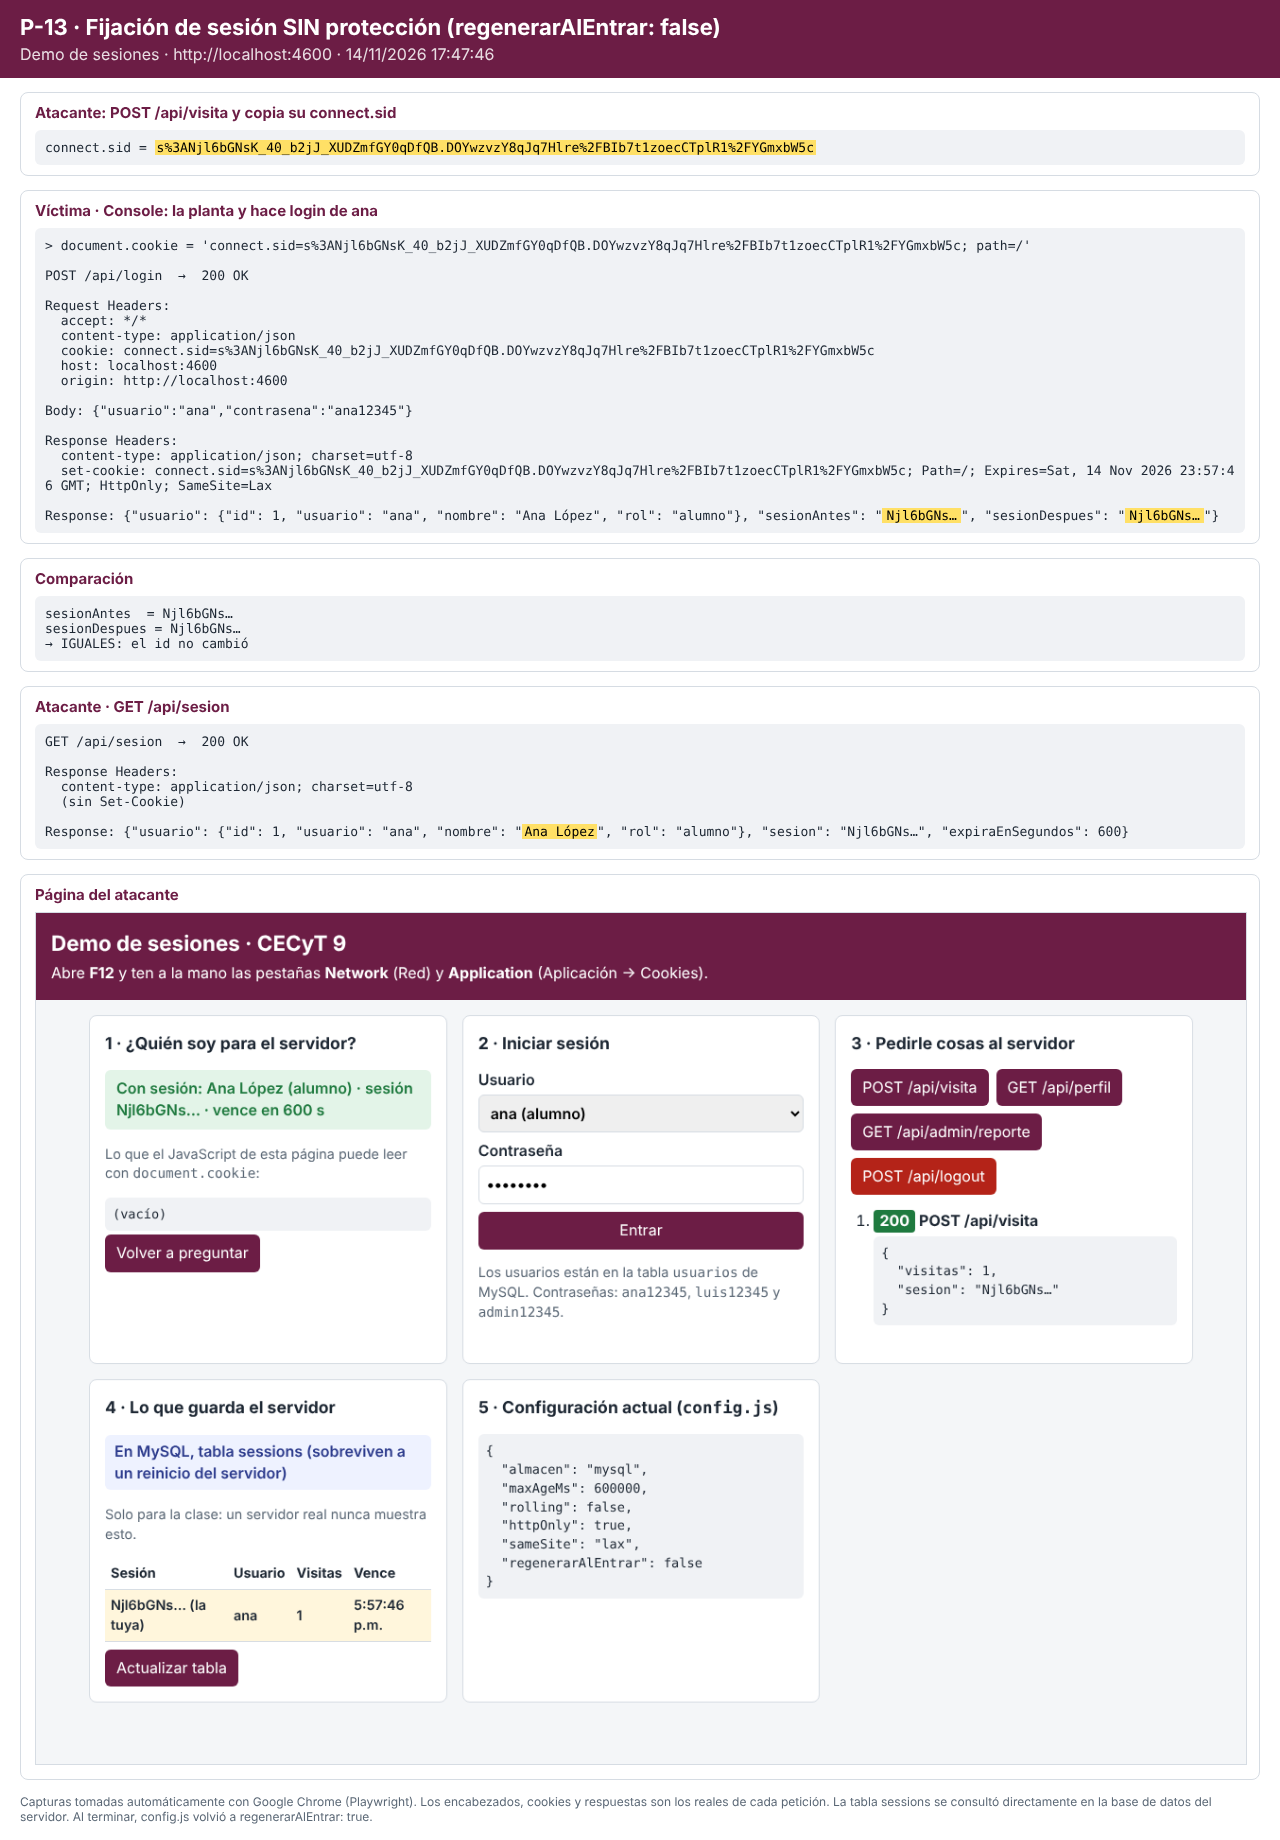 P-13 · Fijación de sesión SIN protección (regenerarAlEntrar: false)
Demo de sesiones · http://localhost:4600 · 14/11/2026 17:47:46
Atacante: POST /api/visita y copia su connect.sid
connect.sid = s%3ANjl6bGNsK_40_b2jJ_XUDZmfGY0qDfQB.DOYwzvzY8qJq7Hlre%2FBIb7t1zoecCTplR1%2FYGmxbW5c
Víctima · Console: la planta y hace login de ana
> document.cookie = 'connect.sid=s%3ANjl6bGNsK_40_b2jJ_XUDZmfGY0qDfQB.DOYwzvzY8qJq7Hlre%2FBIb7t1zoecCTplR1%2FYGmxbW5c; path=/'
POST /api/login → 200 OK
Request Headers:
accept: */*
content-type: application/json
cookie: connect.sid=s%3ANjl6bGNsK_40_b2jJ_XUDZmfGY0qDfQB.DOYwzvzY8qJq7Hlre%2FBIb7t1zoecCTplR1%2FYGmxbW5c
host: localhost:4600
origin: http://localhost:4600
Body: {"usuario":"ana","contrasena":"ana12345"}
Response Headers:
content-type: application/json; charset=utf-8
set-cookie: connect.sid=s%3ANjl6bGNsK_40_b2jJ_XUDZmfGY0qDfQB.DOYwzvzY8qJq7Hlre%2FBIb7t1zoecCTplR1%2FYGmxbW5c; Path=/; Expires=Sat, 14 Nov 2026 23:57:4
6 GMT; HttpOnly; SameSite=Lax
Response: {"usuario": {"id": 1, "usuario": "ana", "nombre": "Ana López", "rol": "alumno"}, "sesionAntes": "Njl6bGNs…", "sesionDespues": "Njl6bGNs…"}
Comparación
sesionAntes = Njl6bGNs…
sesionDespues = Njl6bGNs…
→ IGUALES: el id no cambió
Atacante · GET /api/sesion
GET /api/sesion → 200 OK
Response Headers:
content-type: application/json; charset=utf-8
(sin Set-Cookie)
Response: {"usuario": {"id": 1, "usuario": "ana", "nombre": "Ana López", "rol": "alumno"}, "sesion": "Njl6bGNs…", "expiraEnSegundos": 600}
Página del atacante
Demo de sesiones · CECyT 9
Abre F12 y ten a la mano las pestañas Network (Red) y Application (Aplicación → Cookies).
1 · ¿Quién soy para el servidor?
Con sesión: Ana López (alumno) · sesión
Njl6bGNs… · vence en 600 s
Lo que el JavaScript de esta página puede leer
con document.cookie:
(vacío)
Volver a preguntar
2 · Iniciar sesión
Usuario
ana (alumno)
Contraseña
••••••••
Entrar
Los usuarios están en la tabla usuarios de
MySQL. Contraseñas: ana12345, luis12345 y
admin12345.
3 · Pedirle cosas al servidor
POST /api/visita GET /api/perfil
GET /api/admin/reporte
POST /api/logout
1. 200 POST /api/visita
{
"visitas": 1,
"sesion": "Njl6bGNs…"
}
4 · Lo que guarda el servidor
En MySQL, tabla sessions (sobreviven a
un reinicio del servidor)
Solo para la clase: un servidor real nunca muestra
esto.
Sesión Usuario Visitas Vence
Njl6bGNs… (la ana 1 5:57:46
tuya) p.m.
Actualizar tabla
5 · Configuración actual (config.js)
{
"almacen": "mysql",
"maxAgeMs": 600000,
"rolling": false,
"httpOnly": true,
"sameSite": "lax",
"regenerarAlEntrar": false
}
Capturas tomadas automáticamente con Google Chrome (Playwright). Los encabezados, cookies y respuestas son los reales de cada petición. La tabla sessions se consultó directamente en la base de datos del
servidor. Al terminar, config.js volvió a regenerarAlEntrar: true.